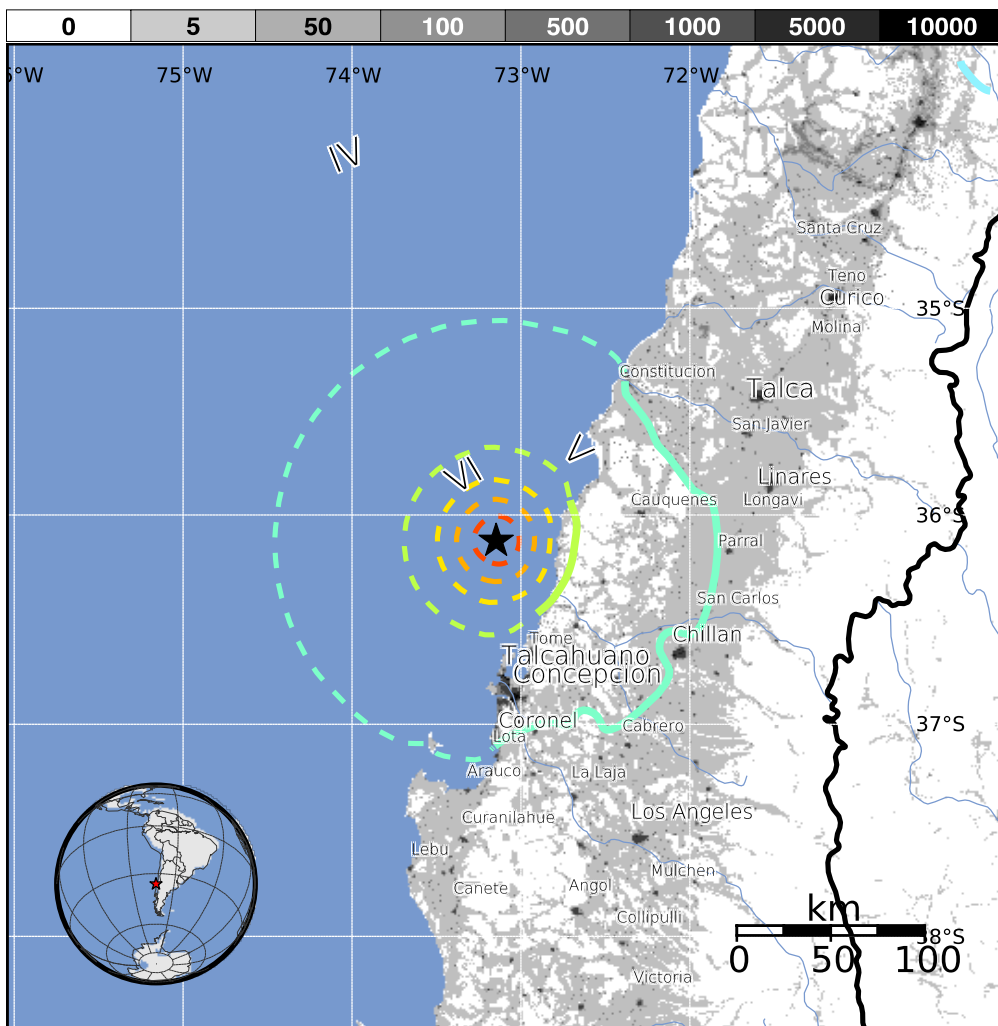 0 5 50 100 500 1000 5000 10000
°W 75°W 74°W 73°W 72°W
IV
Santa Cruz
Teno
Curico
35°S
Molina
Constitucion
Talca
San Javier
V
VI
Linares
Cauquenes
Longavi
36°S
Parral
San Carlos
Chillan
Tome
Talcahuano
Concepcion
Coronel
37°S
Cabrero
Lota
Arauco
La Laja
Los Angeles
Curanilahue
Lebu
Mulchen
Canete
Angol
Collipulli
km
38°S
0 50 100
Victoria